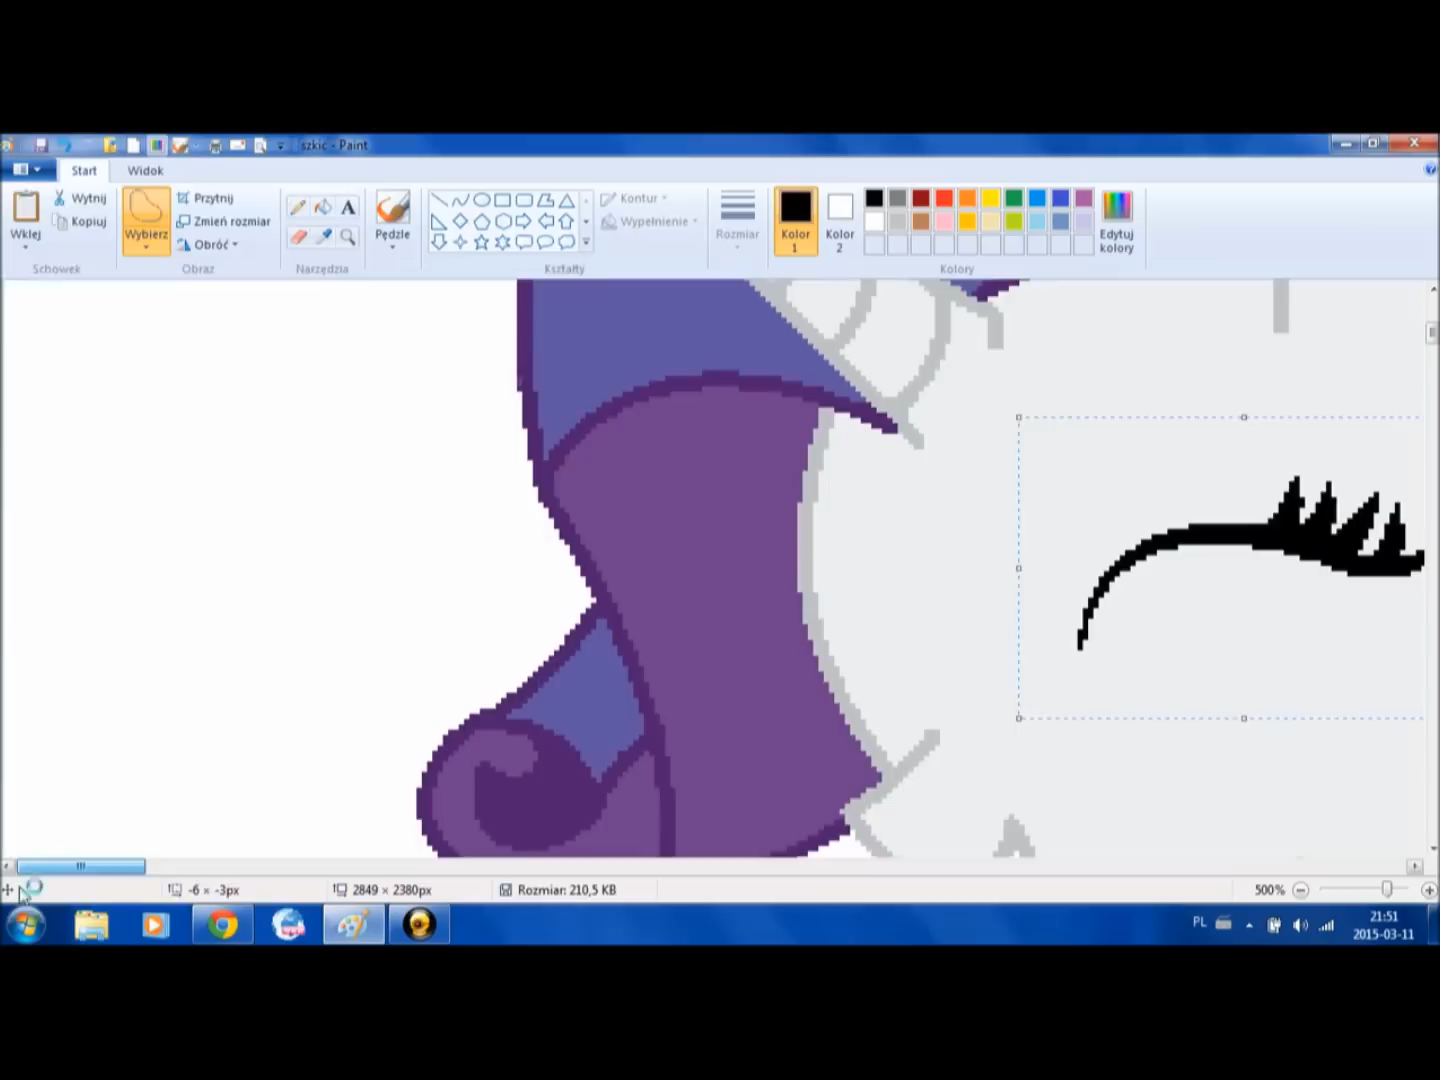 szkic - Paint
Start Widok
Wklej
Wytnij
Kopiuj
Schowek
Wybierz
Przytnij
Zmień rozmiar
Obróć
Obraz
A
Narzędzia
Pędzle
Kontur
Wypełnienie
Kształty
Rozmiar
Kolor
1
Kolor
2
Edytuj
kolory
Kolory
-6 × -3px
2849 × 2380px
Rozmiar: 210,5 KB
500%
PL
21:51
2015-03-11